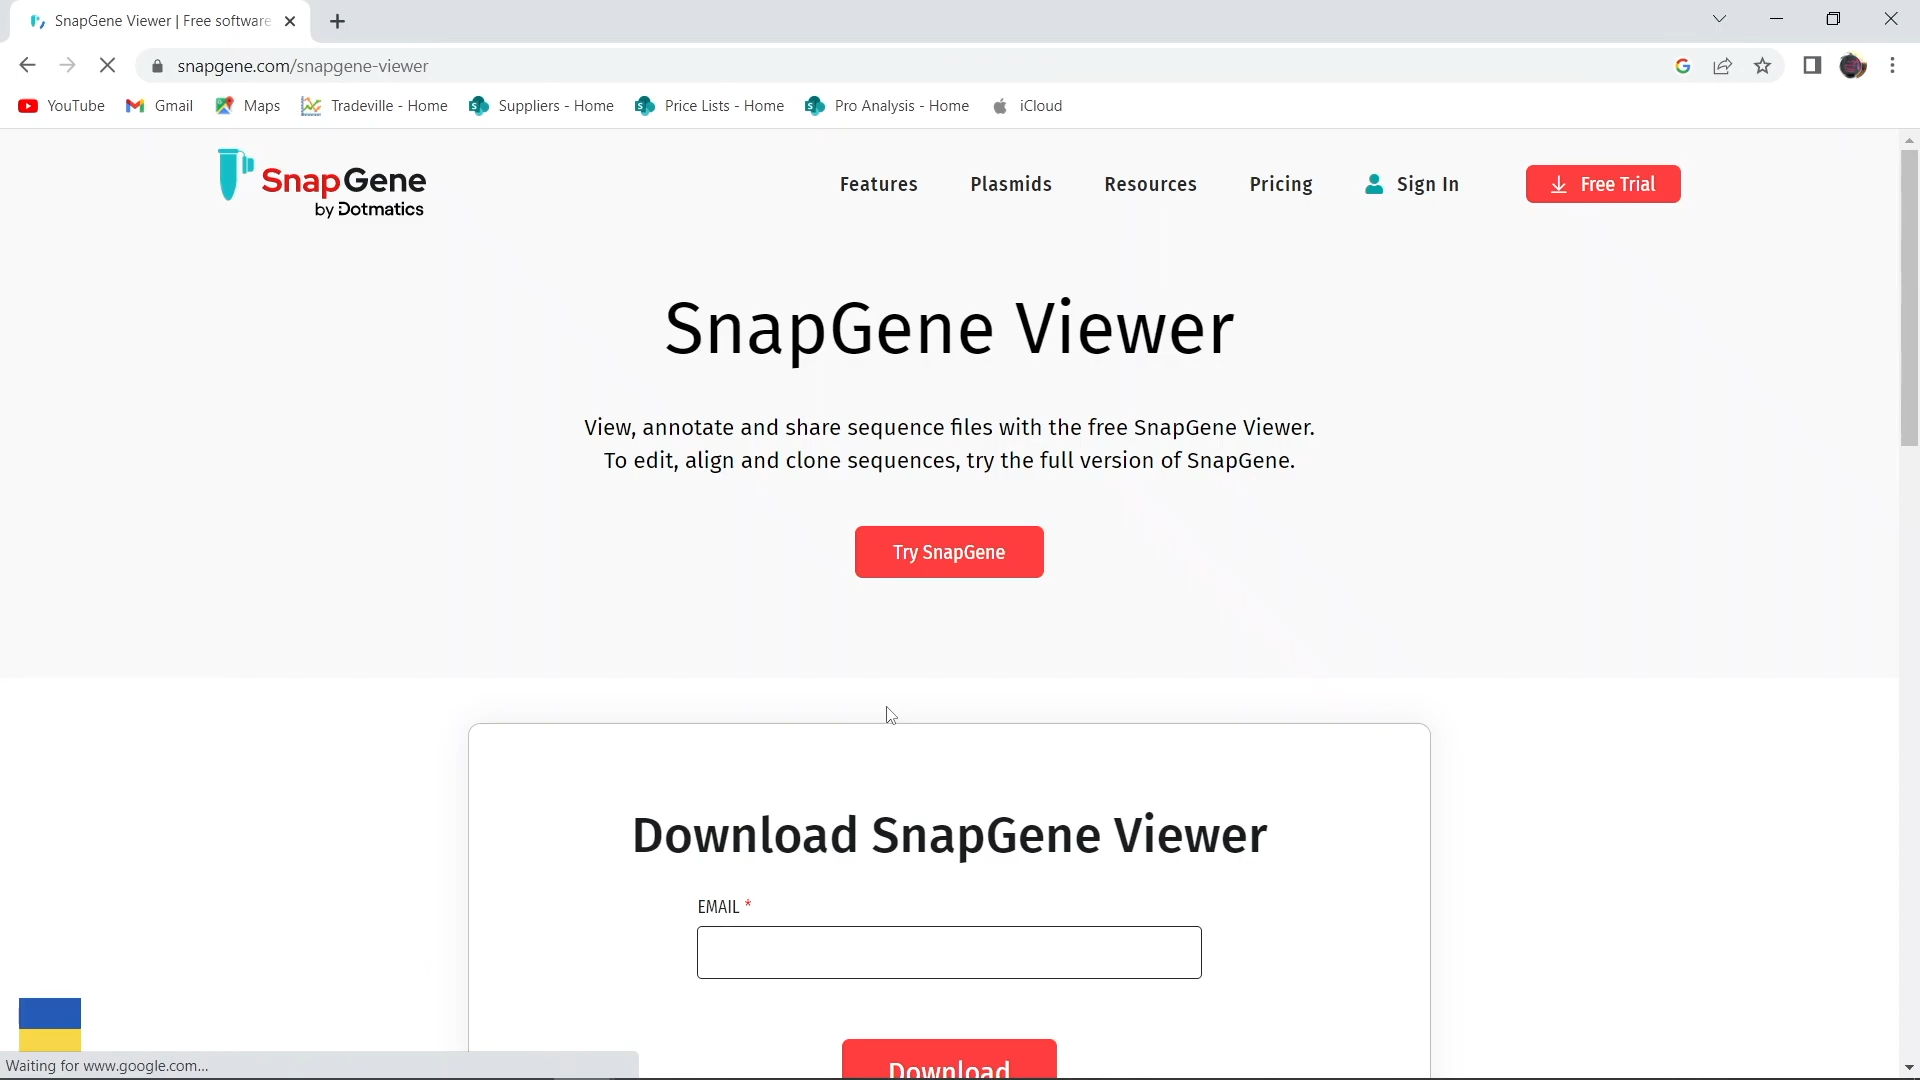 SnapGene Viewer | Free software
snapgene.com/snapgene-viewer
YouTube Gmail Maps Tradeville - Home Suppliers - Home Price Lists - Home Pro Analysis - Home iCloud
SnapGene
by Dotmatics
Features Plasmids Resources Pricing Sign In Free Trial
SnapGene Viewer
View, annotate and share sequence files with the free SnapGene Viewer.
To edit, align and clone sequences, try the full version of SnapGene.
Try SnapGene
Download SnapGene Viewer
EMAIL *
Download
Waiting for www.google.com...